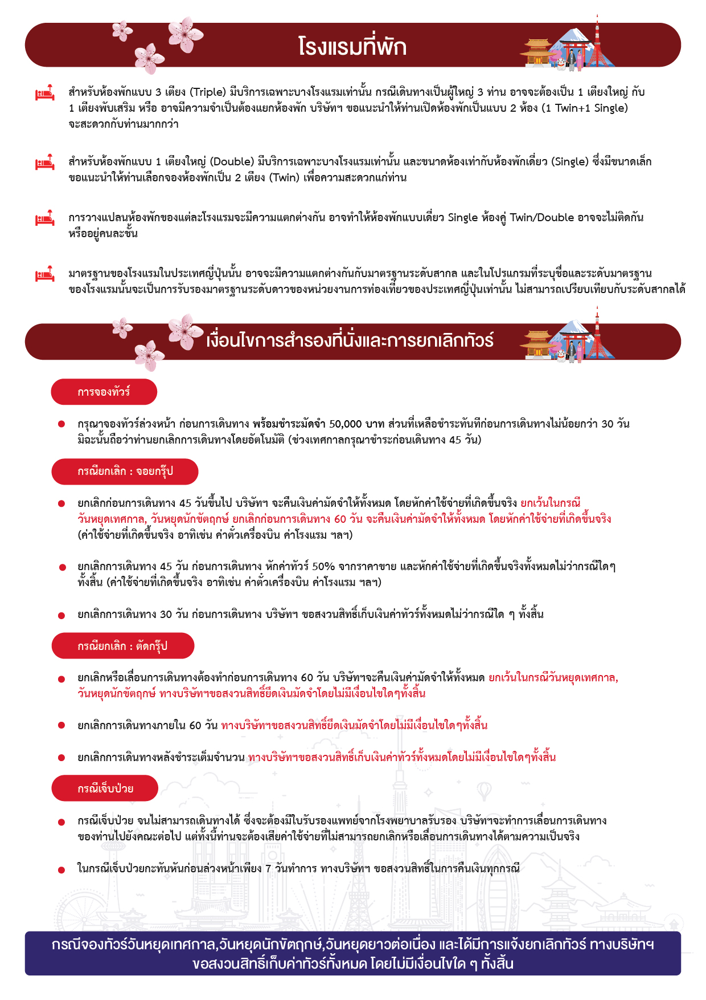 โรงแรมที่พัก
สำหรับห้องพักแบบ 3 เตียง (Triple) มีบริการเฉพาะบางโรงแรมเท่านั้น กรณีเดินทางเป็นผู้ใหญ่ 3 ท่าน อาจจะต้องเป็น 1 เตียงใหญ่ กับ
1 เตียงพับเสริม หรือ อาจมีความจำเป็นต้องแยกห้องพัก บริษัทฯ ขอแนะนำให้ท่านเปิดห้องพักเป็นแบบ 2 ห้อง (1 Twin+1 Single)
จะสะดวกกับท่านมากกว่า
สำหรับห้องพักแบบ 1 เตียงใหญ่ (Double) มีบริการเฉพาะบางโรงแรมเท่านั้น และขนาดห้องเท่ากับห้องพักเดี่ยว (Single) ซึ่งมีขนาดเล็ก
ขอแนะนำให้ท่านเลือกจองห้องพักเป็น 2 เตียง (Twin) เพื่อความสะดวกแก่ท่าน
การวางแปลนห้องพักของแต่ละโรงแรมจะมีความแตกต่างกัน อาจทำให้ห้องพักแบบเดี่ยว Single ห้องคู่ Twin/Double อาจจะไม่ติดกัน
หรืออยู่คนละชั้น
มาตรฐานของโรงแรมในประเทศญี่ปุ่นนั้น อาจจะมีความแตกต่างกันกับมาตรฐานระดับสากล และในโปรแกรมที่ระบุชื่อและระดับมาตรฐาน
ของโรงแรมนั้นจะเป็นการรับรองมาตรฐานระดับดาวของหน่วยงานการท่องเที่ยวของประเทศญี่ปุ่นเท่านั้น ไม่สามารถเปรียบเทียบกับระดับสากลได้
เงื่อนไขการสำรองที่นั่งและการยกเลิกทัวร์
การจองทัวร์
กรุณาจองทัวร์ล่วงหน้า ก่อนการเดินทาง พร้อมชำระมัดจำ 50,000 บาท ส่วนที่เหลือชำระทันทีก่อนการเดินทางไม่น้อยกว่า 30 วัน
มิฉะนั้นถือว่าท่านยกเลิกการเดินทางโดยอัตโนมัติ (ช่วงเทศกาลกรุณาชำระก่อนเดินทาง 45 วัน)
กรณียกเลิก : จอยกรุ๊ป
ยกเลิกก่อนการเดินทาง 45 วันขึ้นไป บริษัทฯ จะคืนเงินค่ามัดจำให้ทั้งหมด โดยหักค่าใช้จ่ายที่เกิดขึ้นจริง ยกเว้นในกรณี
วันหยุดเทศกาล, วันหยุดนักขัตฤกษ์ ยกเลิกก่อนการเดินทาง 60 วัน จะคืนเงินค่ามัดจำให้ทั้งหมด โดยหักค่าใช้จ่ายที่เกิดขึ้นจริง
(ค่าใช้จ่ายที่เกิดขึ้นจริง อาทิเช่น ค่าตั๋วเครื่องบิน ค่าโรงแรม ฯลฯ)
ยกเลิกการเดินทาง 45 วัน ก่อนการเดินทาง หักค่าทัวร์ 50% จากราคาขาย และหักค่าใช้จ่ายที่เกิดขึ้นจริงทั้งหมดไม่ว่ากรณีใดๆ
ทั้งสิ้น (ค่าใช้จ่ายที่เกิดขึ้นจริง อาทิเช่น ค่าตั๋วเครื่องบิน ค่าโรงแรม ฯลฯ)
ยกเลิกการเดินทาง 30 วัน ก่อนการเดินทาง บริษัทฯ ขอสงวนสิทธิ์เก็บเงินค่าทัวร์ทั้งหมดไม่ว่ากรณีใด ๆ ทั้งสิ้น
กรณียกเลิก : ตัดกรุ๊ป
ยกเลิกหรือเลื่อนการเดินทางต้องทำก่อนการเดินทาง 60 วัน บริษัทฯจะคืนเงินค่ามัดจำให้ทั้งหมด ยกเว้นในกรณีวันหยุดเทศกาล,
วันหยุดนักขัตฤกษ์ ทางบริษัทฯขอสงวนสิทธิ์ยึดเงินมัดจำโดยไม่มีเงื่อนไขใดๆทั้งสิ้น
ยกเลิกการเดินทางภายใน 60 วัน ทางบริษัทฯขอสงวนสิทธิ์ยึดเงินมัดจำโดยไม่มีเงื่อนไขใดๆทั้งสิ้น
ยกเลิกการเดินทางหลังชำระเต็มจำนวน ทางบริษัทฯขอสงวนสิทธิ์เก็บเงินค่าทัวร์ทั้งหมดโดยไม่มีเงื่อนไขใดๆทั้งสิ้น
กรณีเจ็บป่วย
กรณีเจ็บป่วย จนไม่สามารถเดินทางได้ ซึ่งจะต้องมีใบรับรองแพทย์จากโรงพยาบาลรับรอง บริษัทฯจะทำการเลื่อนการเดินทาง
ของท่านไปยังคณะต่อไป แต่ทั้งนี้ท่านจะต้องเสียค่าใช้จ่ายที่ไม่สามารถยกเลิกหรือเลื่อนการเดินทางได้ตามความเป็นจริง
ในกรณีเจ็บป่วยกะทันหันก่อนล่วงหน้าเพียง 7 วันทำการ ทางบริษัทฯ ขอสงวนสิทธิ์ในการคืนเงินทุกกรณี
กรณีจองทัวร์วันหยุดเทศกาล,วันหยุดนักขัตฤกษ์,วันหยุดยาวต่อเนื่อง และได้มีการแจ้งยกเลิกทัวร์ ทางบริษัทฯ
ขอสงวนสิทธิ์เก็บค่าทัวร์ทั้งหมด โดยไม่มีเงื่อนไขใด ๆ ทั้งสิ้น